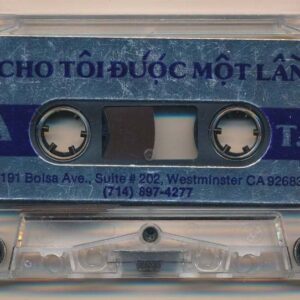 CHO TÔI ĐƯỢC MỘT LẦN
A
191 Bolsa Ave., Suite # 202, Westminster CA 92683
(714) 897-4277